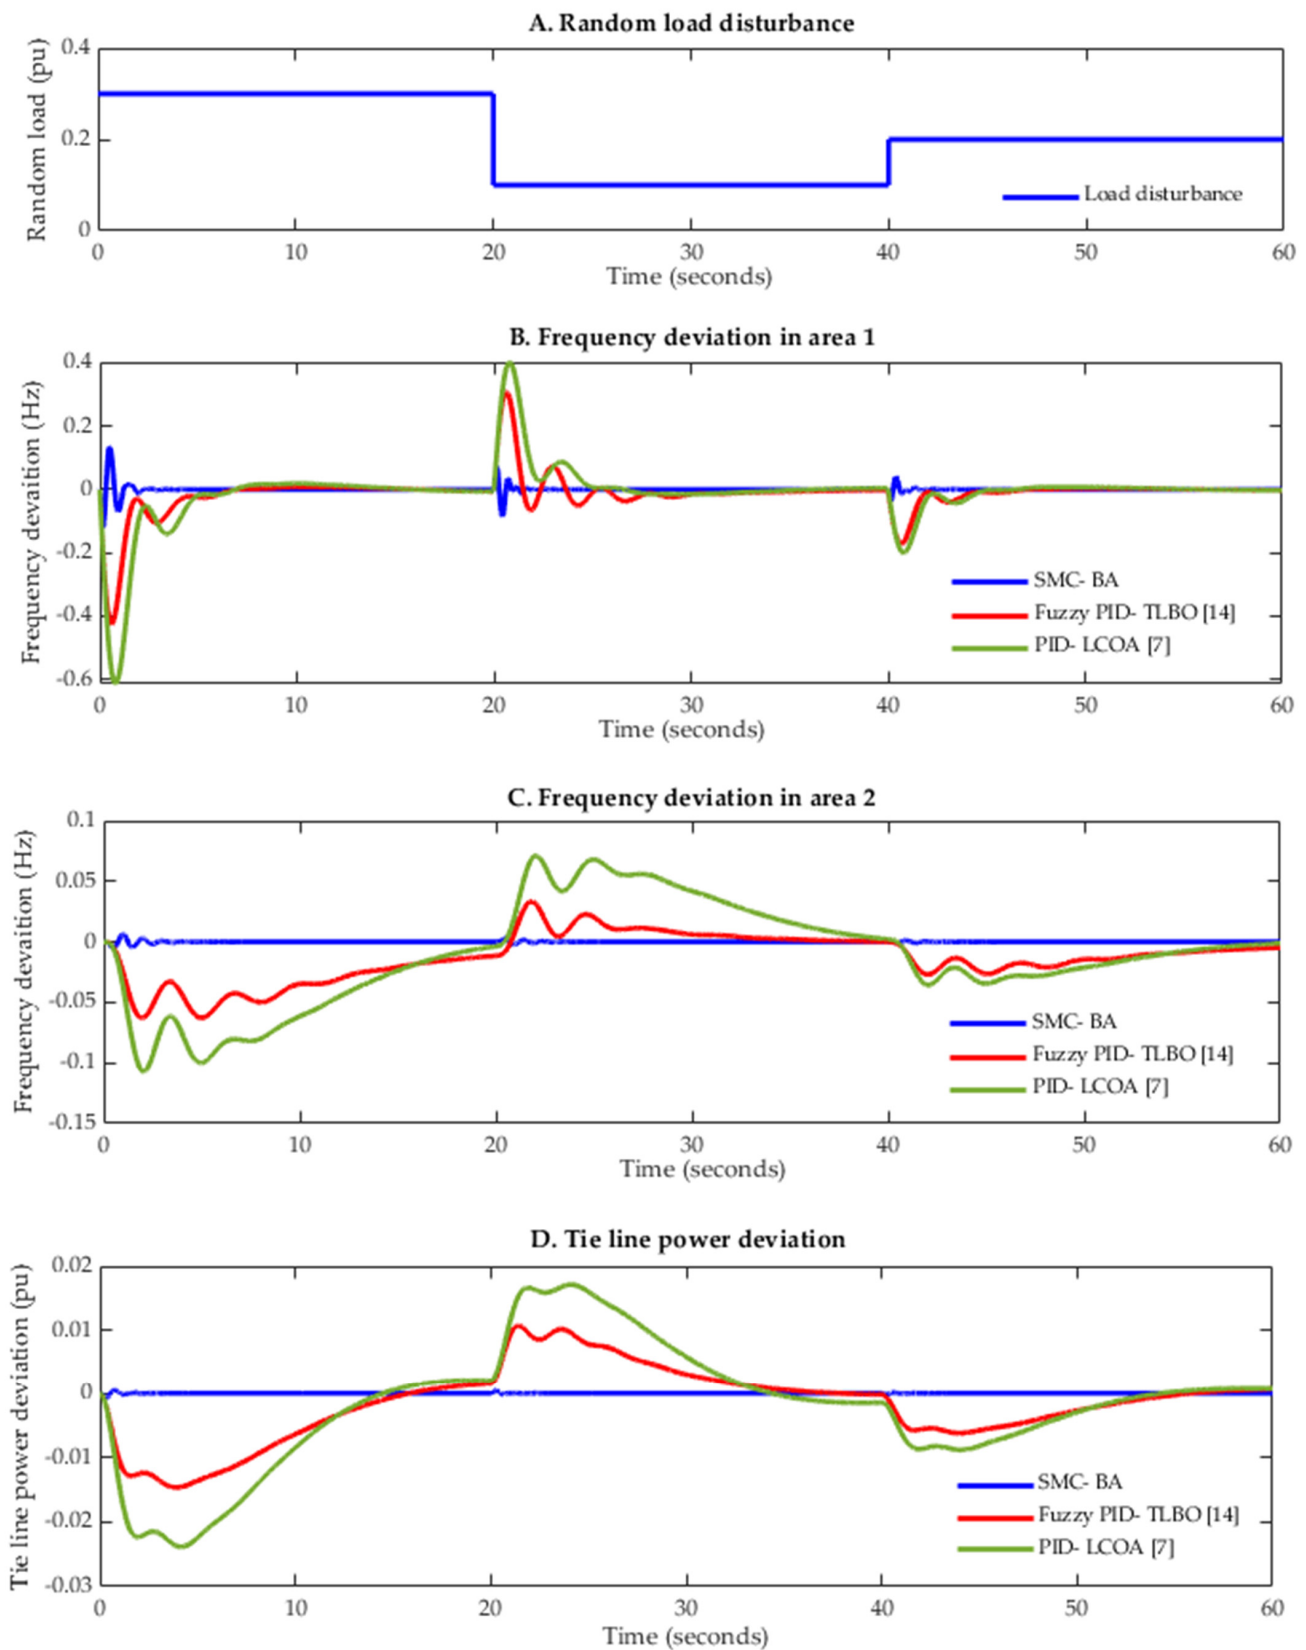 A. Random load disturbance
Random load (pu)
0.4
0.2
0
Load disturbance
0 10 20 30 40 50 60
Time (seconds)
B. Frequency deviation in area 1
Frequency devaition (Hz)
0.4
0.2
0
-0.2
-0.4
-0.6
SMC- BA
Fuzzy PID- TLBO [14]
PID- LCOA [7]
0 10 20 30 40 50 60
Time (seconds)
C. Frequency deviation in area 2
Frequency devaition (Hz)
0.1
0.05
0
-0.05
-0.1
-0.15
SMC- BA
Fuzzy PID- TLBO [14]
PID- LCOA [7]
0 10 20 30 40 50 60
Time (seconds)
D. Tie line power deviation
Tie line power deviation (pu)
0.02
0.01
0
-0.01
-0.02
-0.03
SMC- BA
Fuzzy PID- TLBO [14]
PID- LCOA [7]
0 10 20 30 40 50 60
Time (seconds)